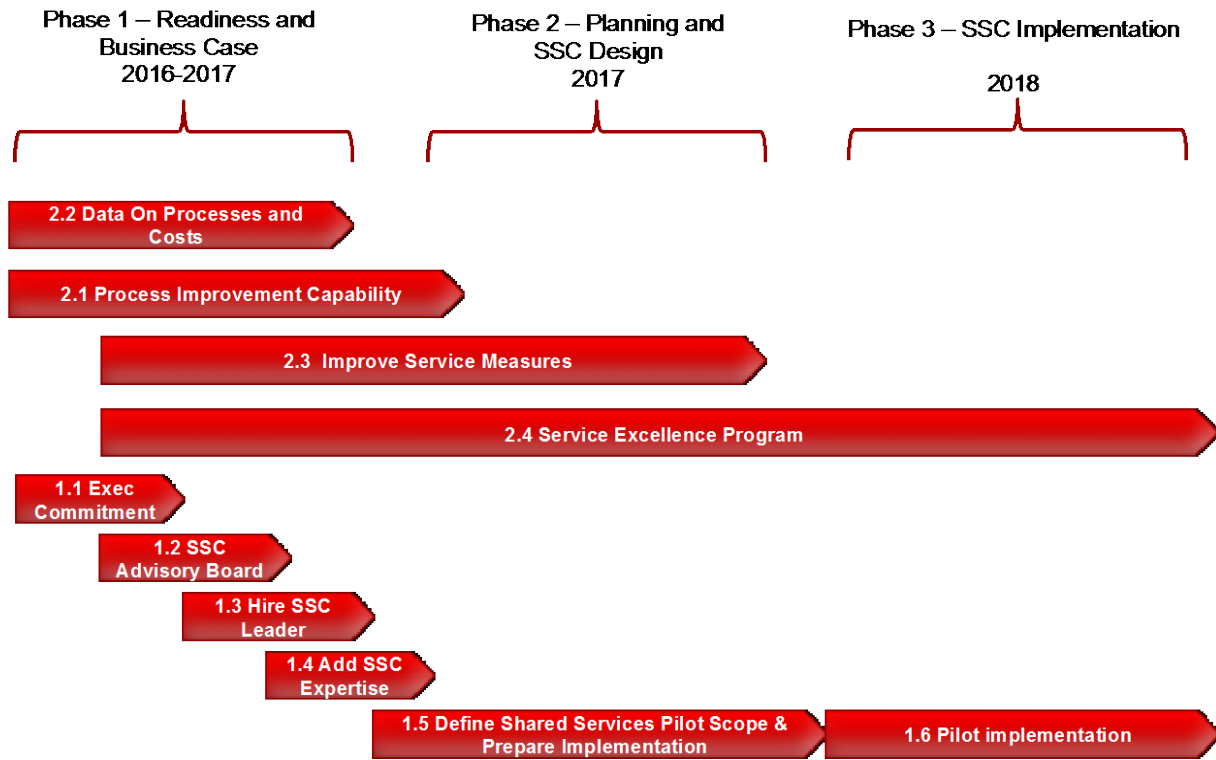 Phase 1 – Readiness and
Business Case
2016-2017
Phase 2 – Planning and
SSC Design
2017
Phase 3 – SSC Implementation
2018
2.2 Data On Processes and
Costs
2.1 Process Improvement Capability
2.3 Improve Service Measures
2.4 Service Excellence Program
1.1 Exec
Commitment
1.2 SSC
Advisory Board
1.3 Hire SSC
Leader
1.4 Add SSC
Expertise
1.5 Define Shared Services Pilot Scope &
Prepare Implementation
1.6 Pilot implementation